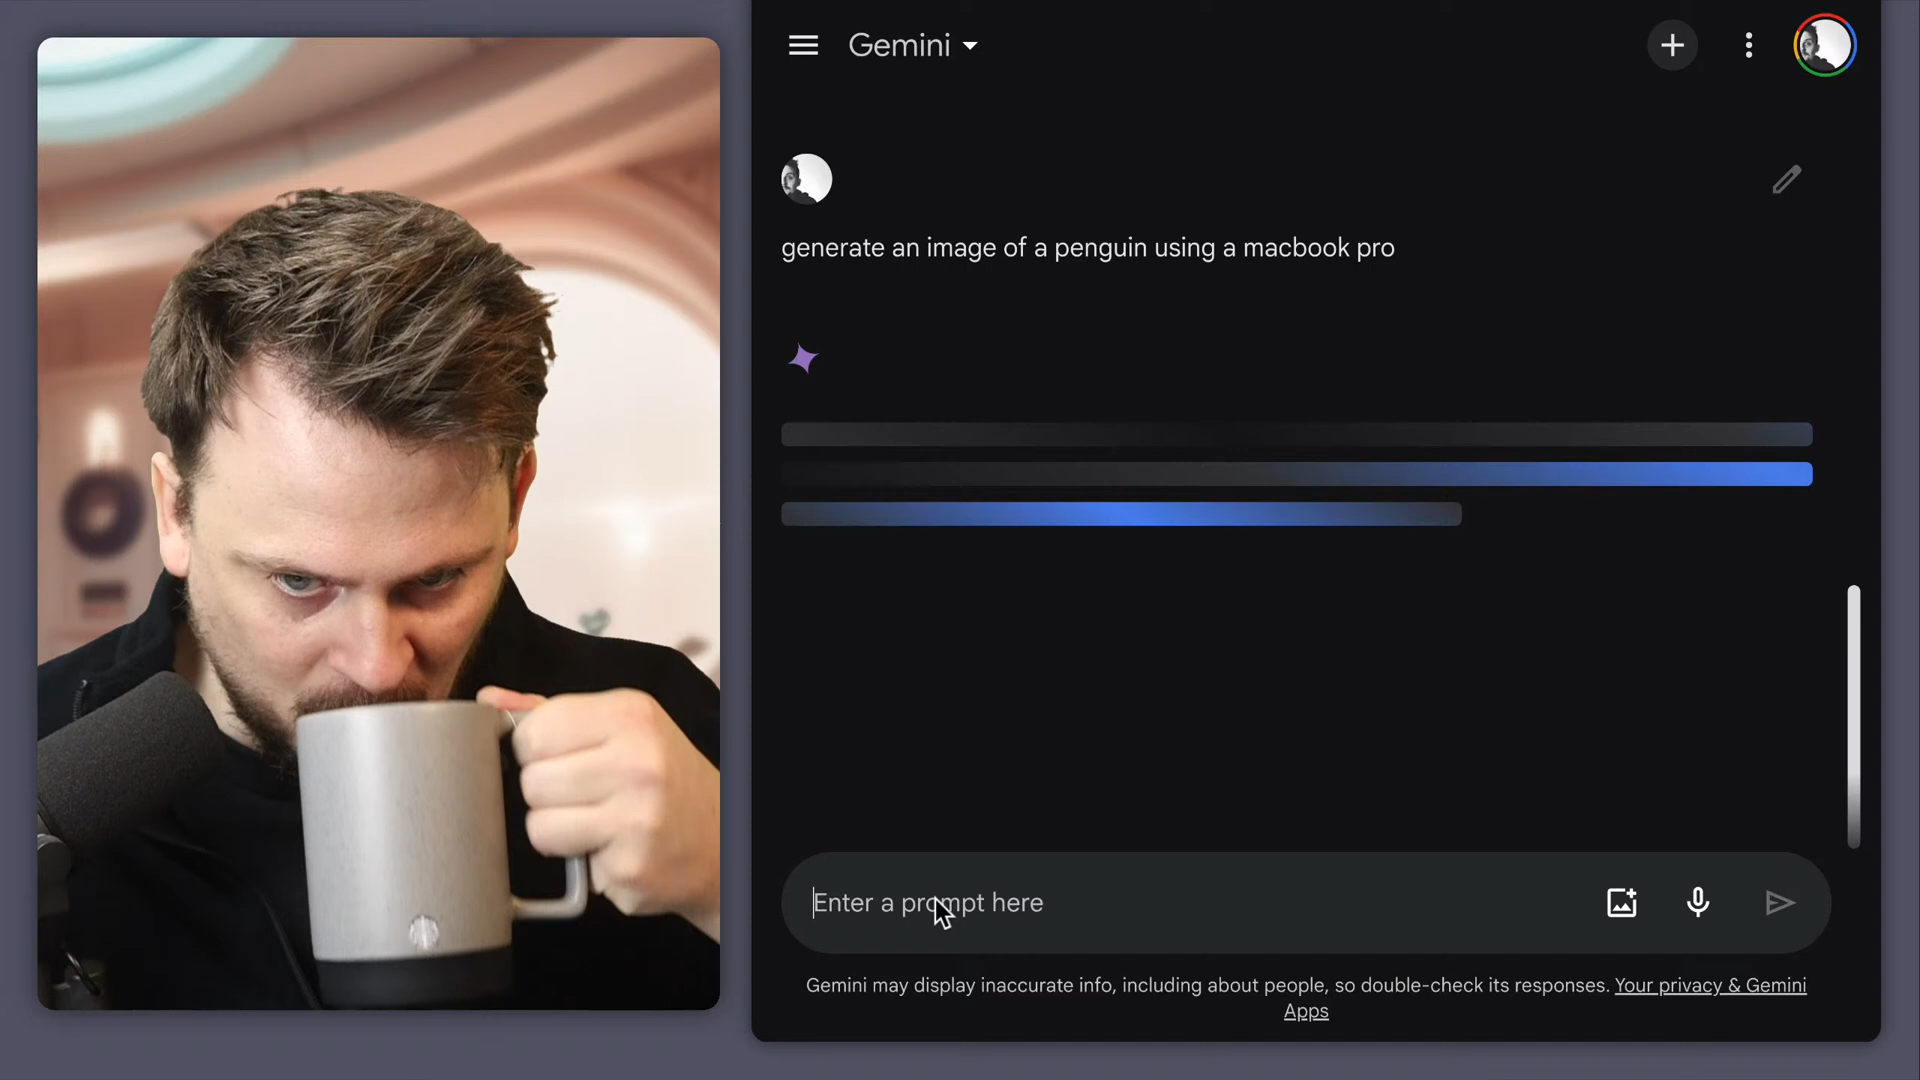 Gemini
generate an image of a penguin using a macbook pro
Enter a prompt here
Gemini may display inaccurate info, including about people, so double-check its responses. Your privacy & Gemini
Apps